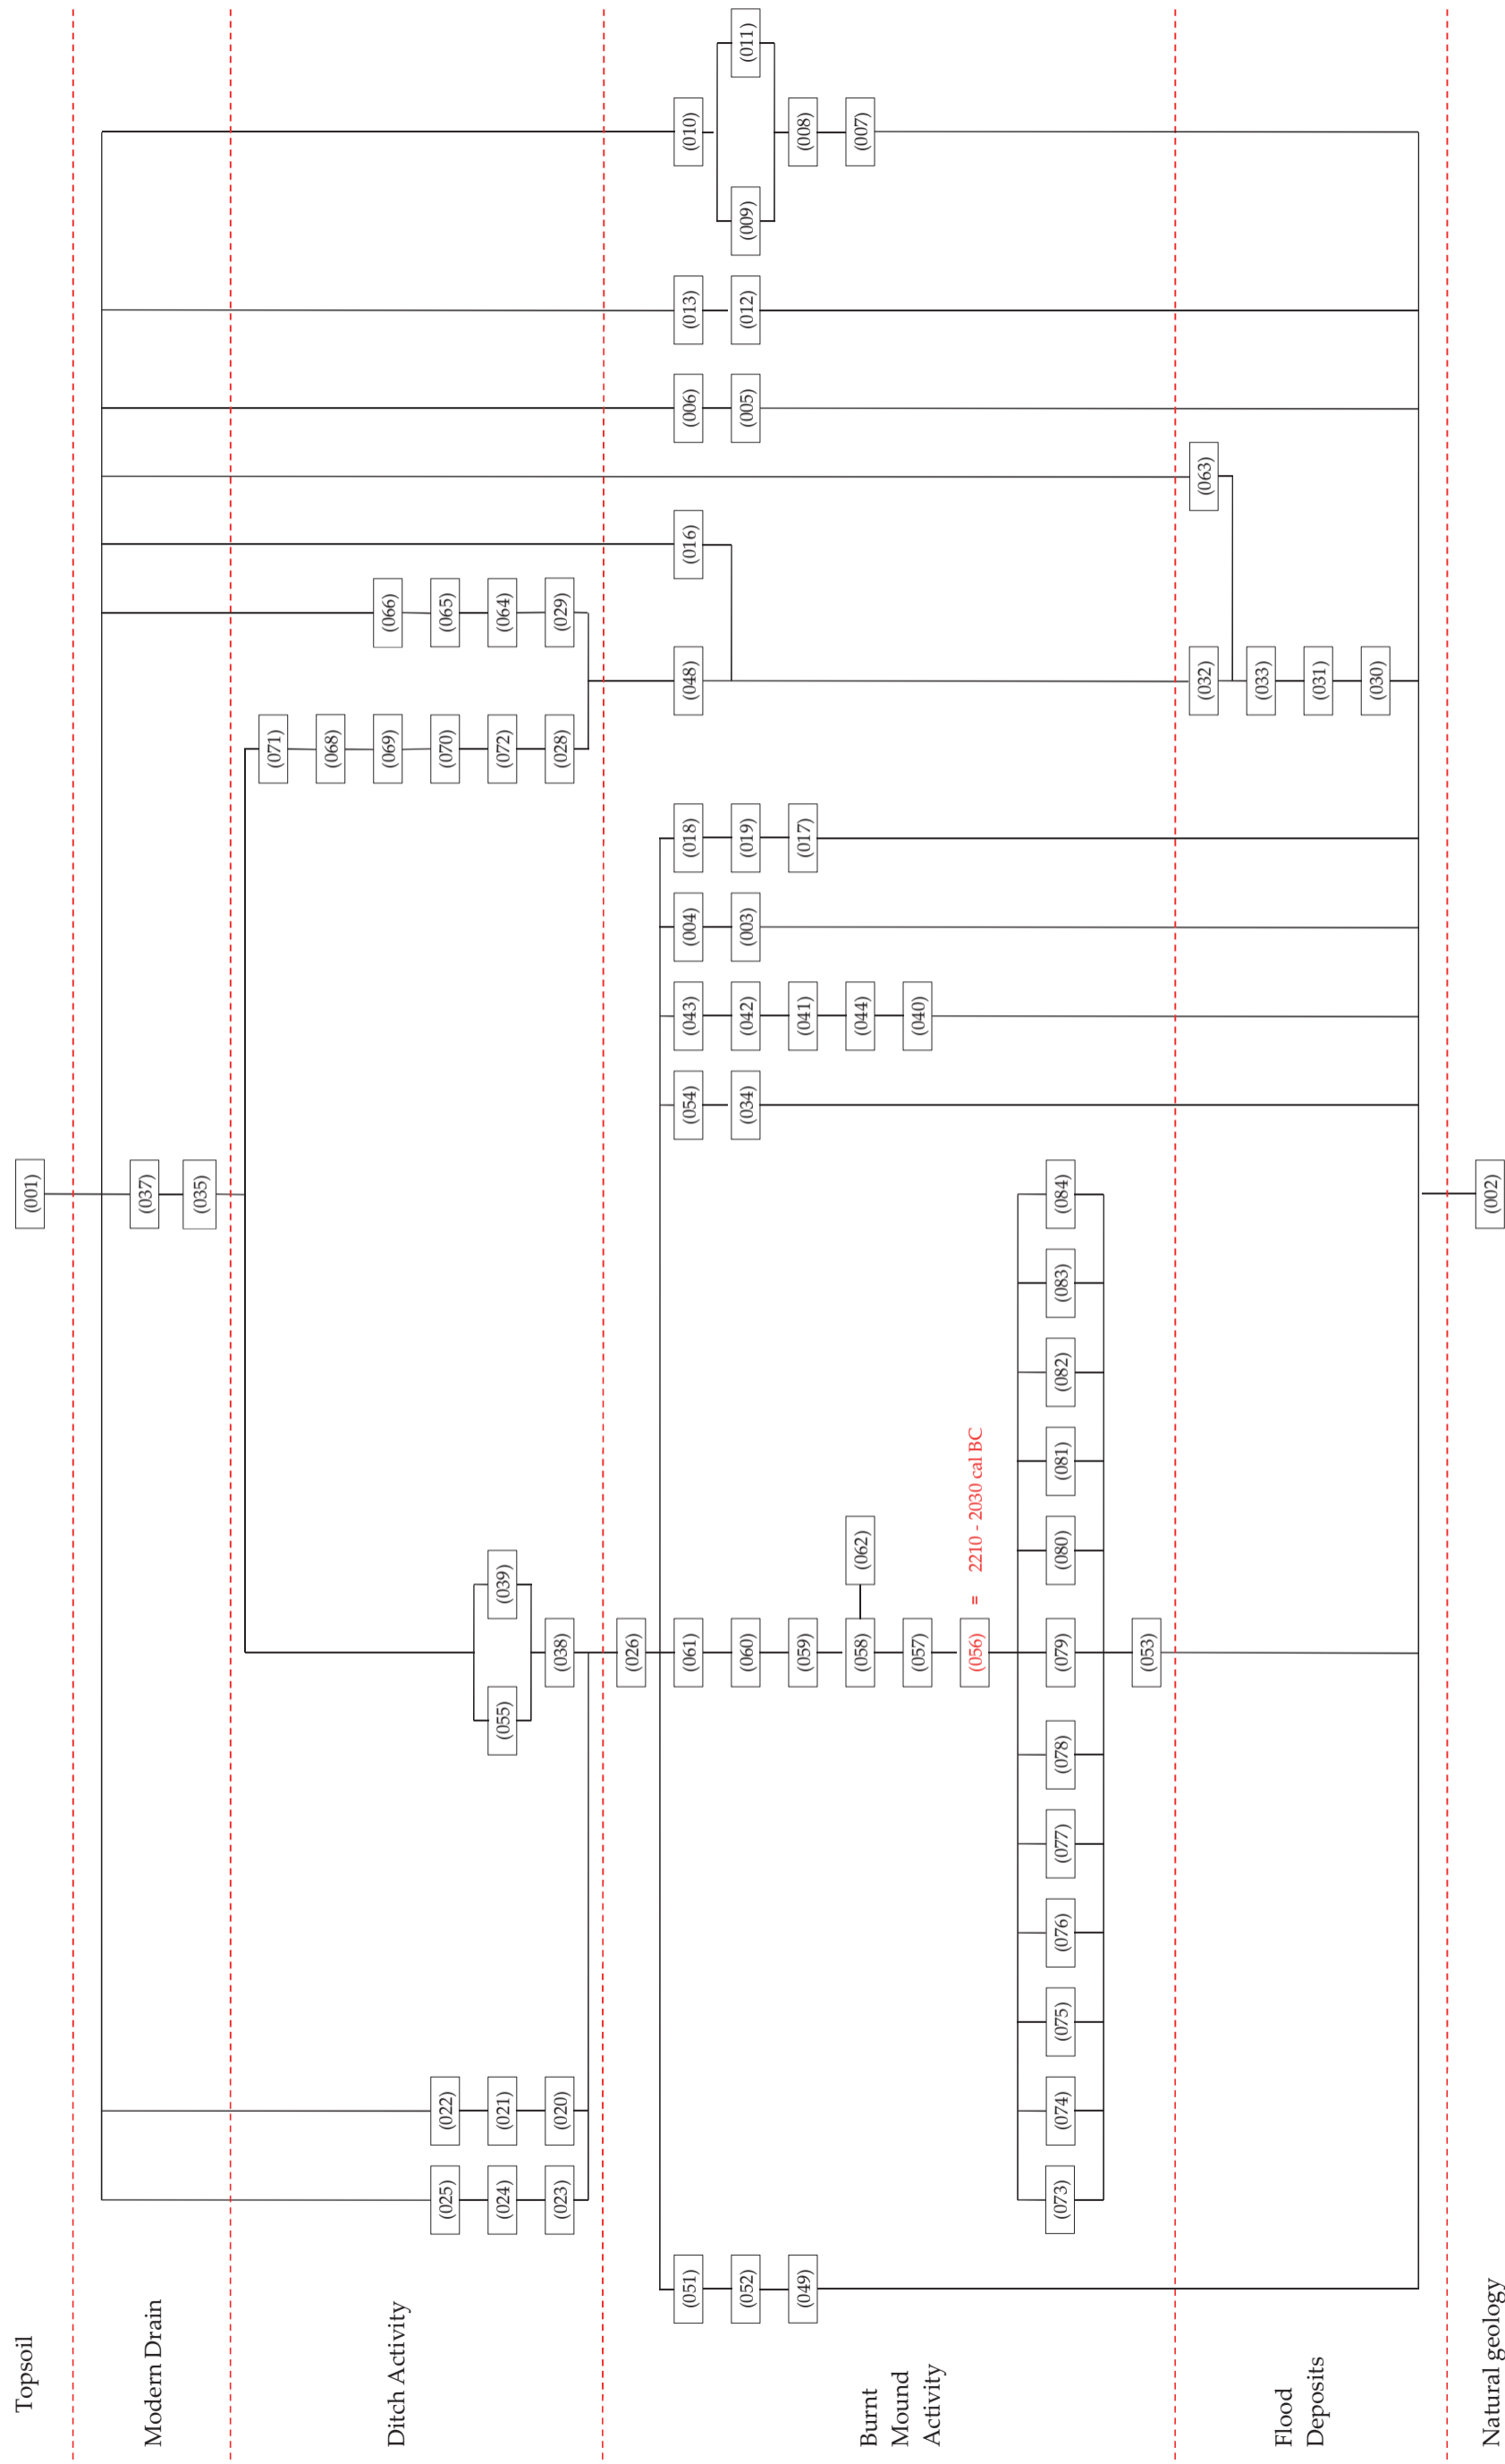 Topsoil
(001)
Modern Drain
(037)
(035)
Ditch Activity
(071)
(068)
(069) (066)
(025) (022) (070) (065)
(024) (021) (055) (039) (072) (064)
(023) (020) (038) (028) (029)
Burnt
Mound
Activity
(026)
(051) (061) (054) (043) (004) (018) (048) (016) (006) (013) (010)
(052) (060) (034) (042) (003) (019) (005) (012) (009) (011)
(049) (059) (041) (017) (008)
(058) (062) (044) (007)
(057) (040)
(056) = 2210 - 2030 cal BC
(073) (074) (075) (076) (077) (078) (079) (080) (081) (082) (083) (084)
(053)
Flood
Deposits
(032) (063)
(033)
(031)
(030)
Natural geology
(002)